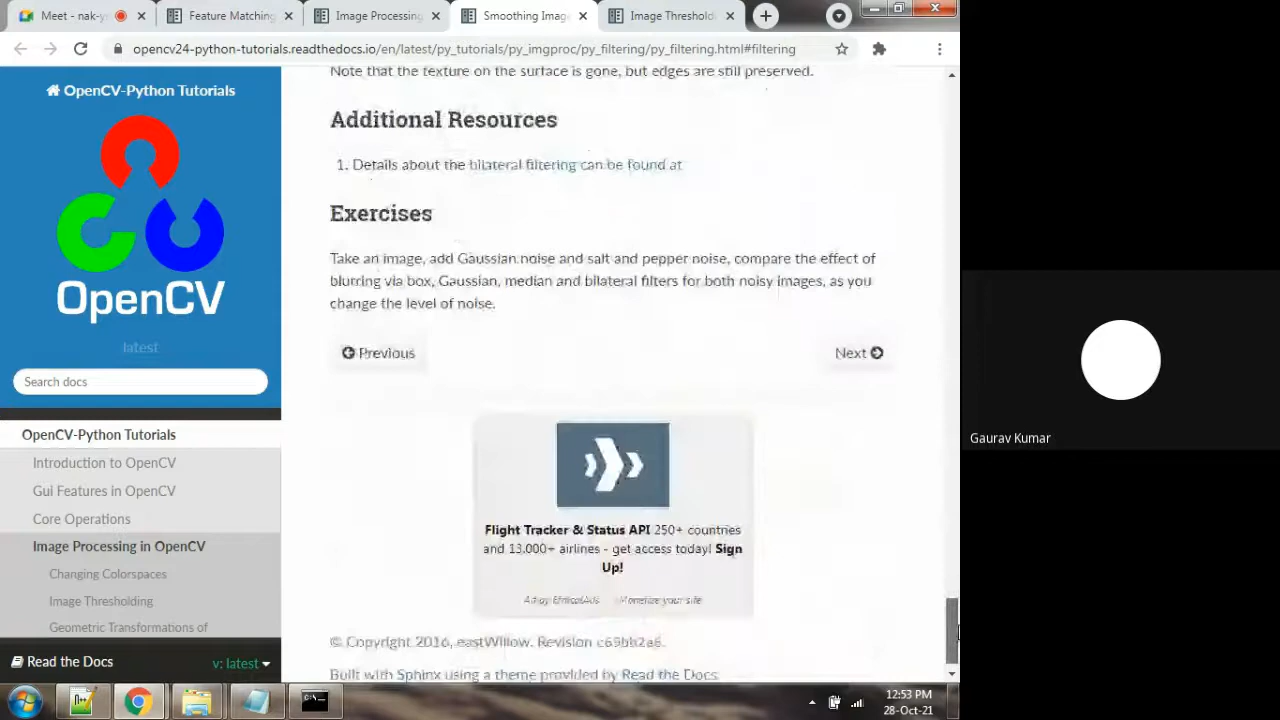 Meet - nak-y
Feature Matching
Image Processing
Smoothing Imag
Image Threshold
opencv24-python-tutorials.readthedocs.io/en/latest/py_tutorials/py_imgproc/py_filtering/py_filtering.html#filtering
OpenCV-Python Tutorials
OpenCV
latest
Search docs
OpenCV-Python Tutorials
Introduction to OpenCV
Gui Features in OpenCV
Core Operations
Image Processing in OpenCV
Changing Colorspaces
Image Thresholding
Geometric Transformations of
Read the Docs
v: latest
Note that the texture on the surface is gone, but edges are still preserved.
Additional Resources
1. Details about the bilateral filtering can be found at
Exercises
Take an image, add Gaussian noise and salt and pepper noise, compare the effect of
blurring via box, Gaussian, median and bilateral filters for both noisy images, as you
change the level of noise.
Previous
Next
Flight Tracker & Status API 250+ countries
and 13,000+ airlines - get access today! Sign
Up!
Ad by EthicalAds
Monetize your site
© Copyright 2016, eastWillow. Revision c69bb2a6.
Built with Sphinx using a theme provided by Read the Docs.
Gaurav Kumar
12:53 PM
28-Oct-21